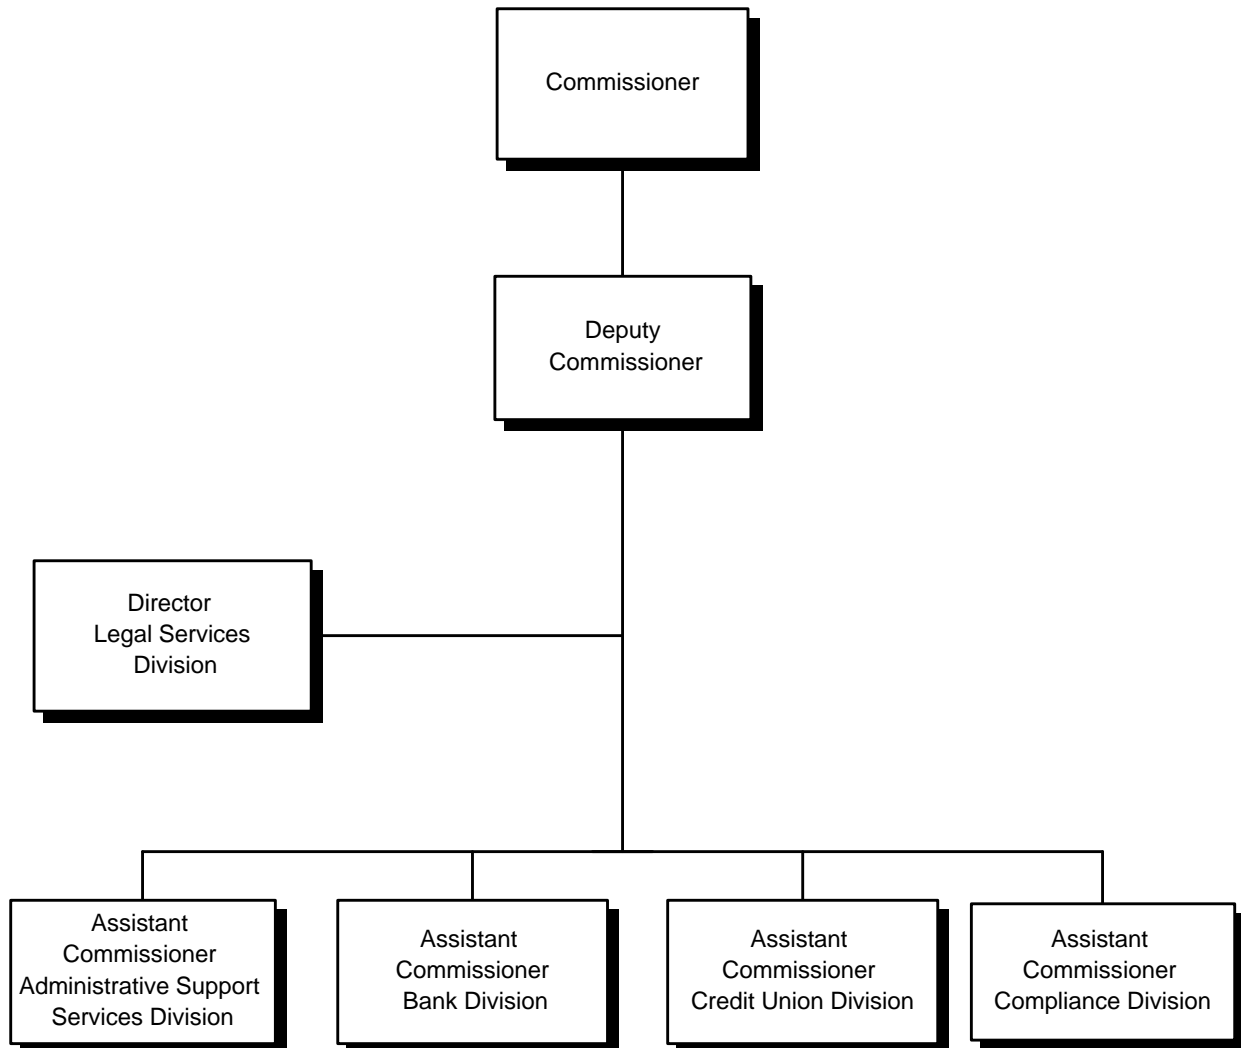 Commissioner
Deputy
Commissioner
Director
Legal Services
Division
Assistant
Commissioner
Administrative Support
Services Division
Assistant
Commissioner
Bank Division
Assistant
Commissioner
Credit Union Division
Assistant
Commissioner
Compliance Division